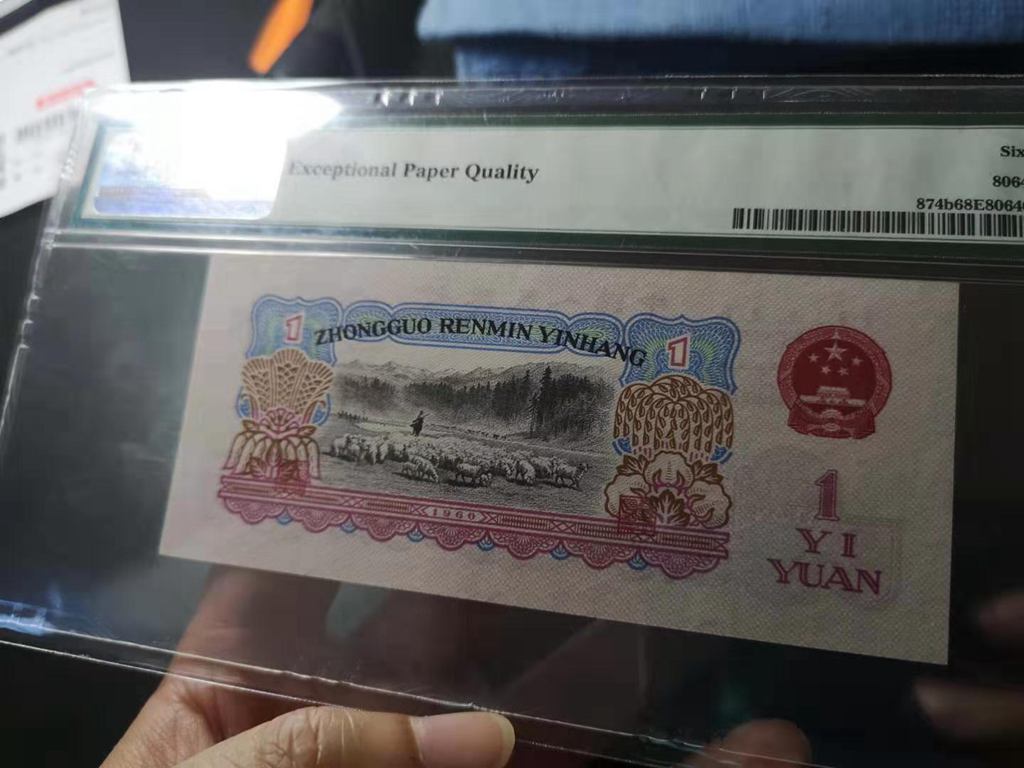 Exceptional Paper Quality
Six
8064
874b68E8064
1 ZHONGGUO RENMIN YINHANG 1
1960
1
YI
YUAN